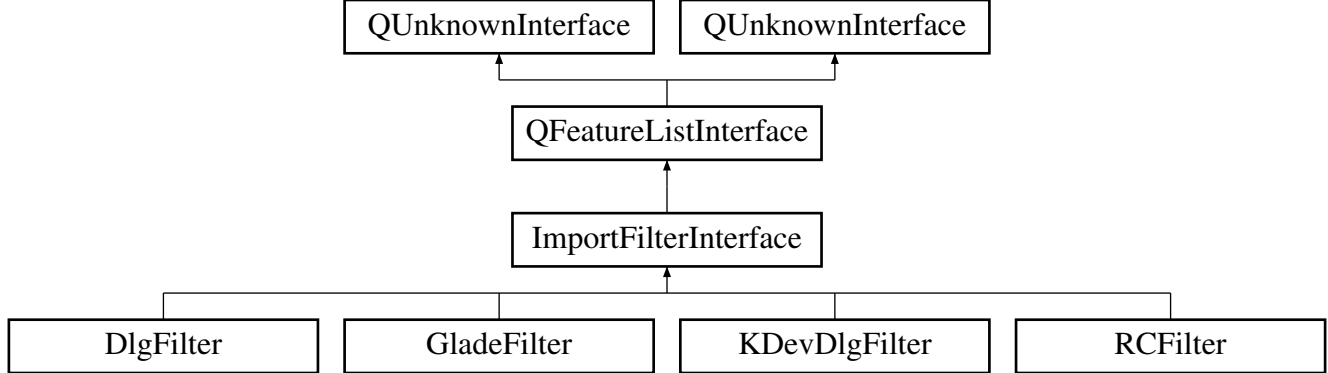 QUnknownInterface QUnknownInterface
QFeatureListInterface
ImportFilterInterface
DlgFilter GladeFilter KDevDlgFilter RCFilter